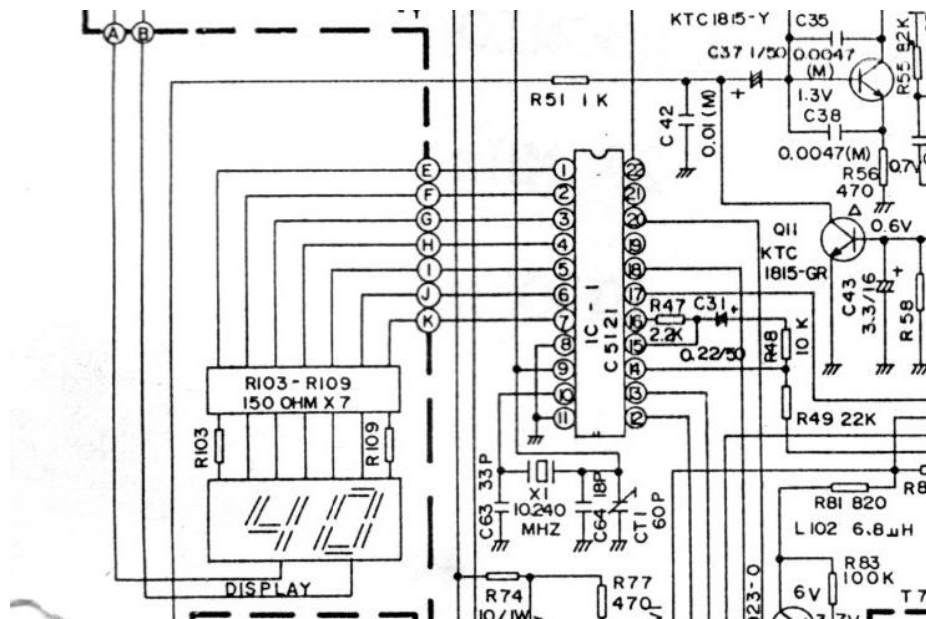 KTC1815-Y
C35
0.0047
(M)
C37 1/50
R55 82K
A
B
R51 1K
C42
0.01 (M)
1.3V
C38
0.0047(M)
R56
470
0.7V
E
F
G
H
I
J
K
1
2
3
4
5
6
7
8
9
10
11
22
21
20
19
18
17
16
15
14
13
12
IC-1
C5121
Q11
KTC
1815-GR
0.6V
C43
3.3/16
R58
R47
2.2K
C31
0.22/50
R48
10K
R49 22K
R103-R109
150 OHM X 7
R103
R109
40
DISPLAY
C63
33P
X1
10.240
MHZ
C64
18P
CT1
60P
R81 820
L102 6.8μH
R83
100K
6V
R74
10/1W
R77
470
+
+
+